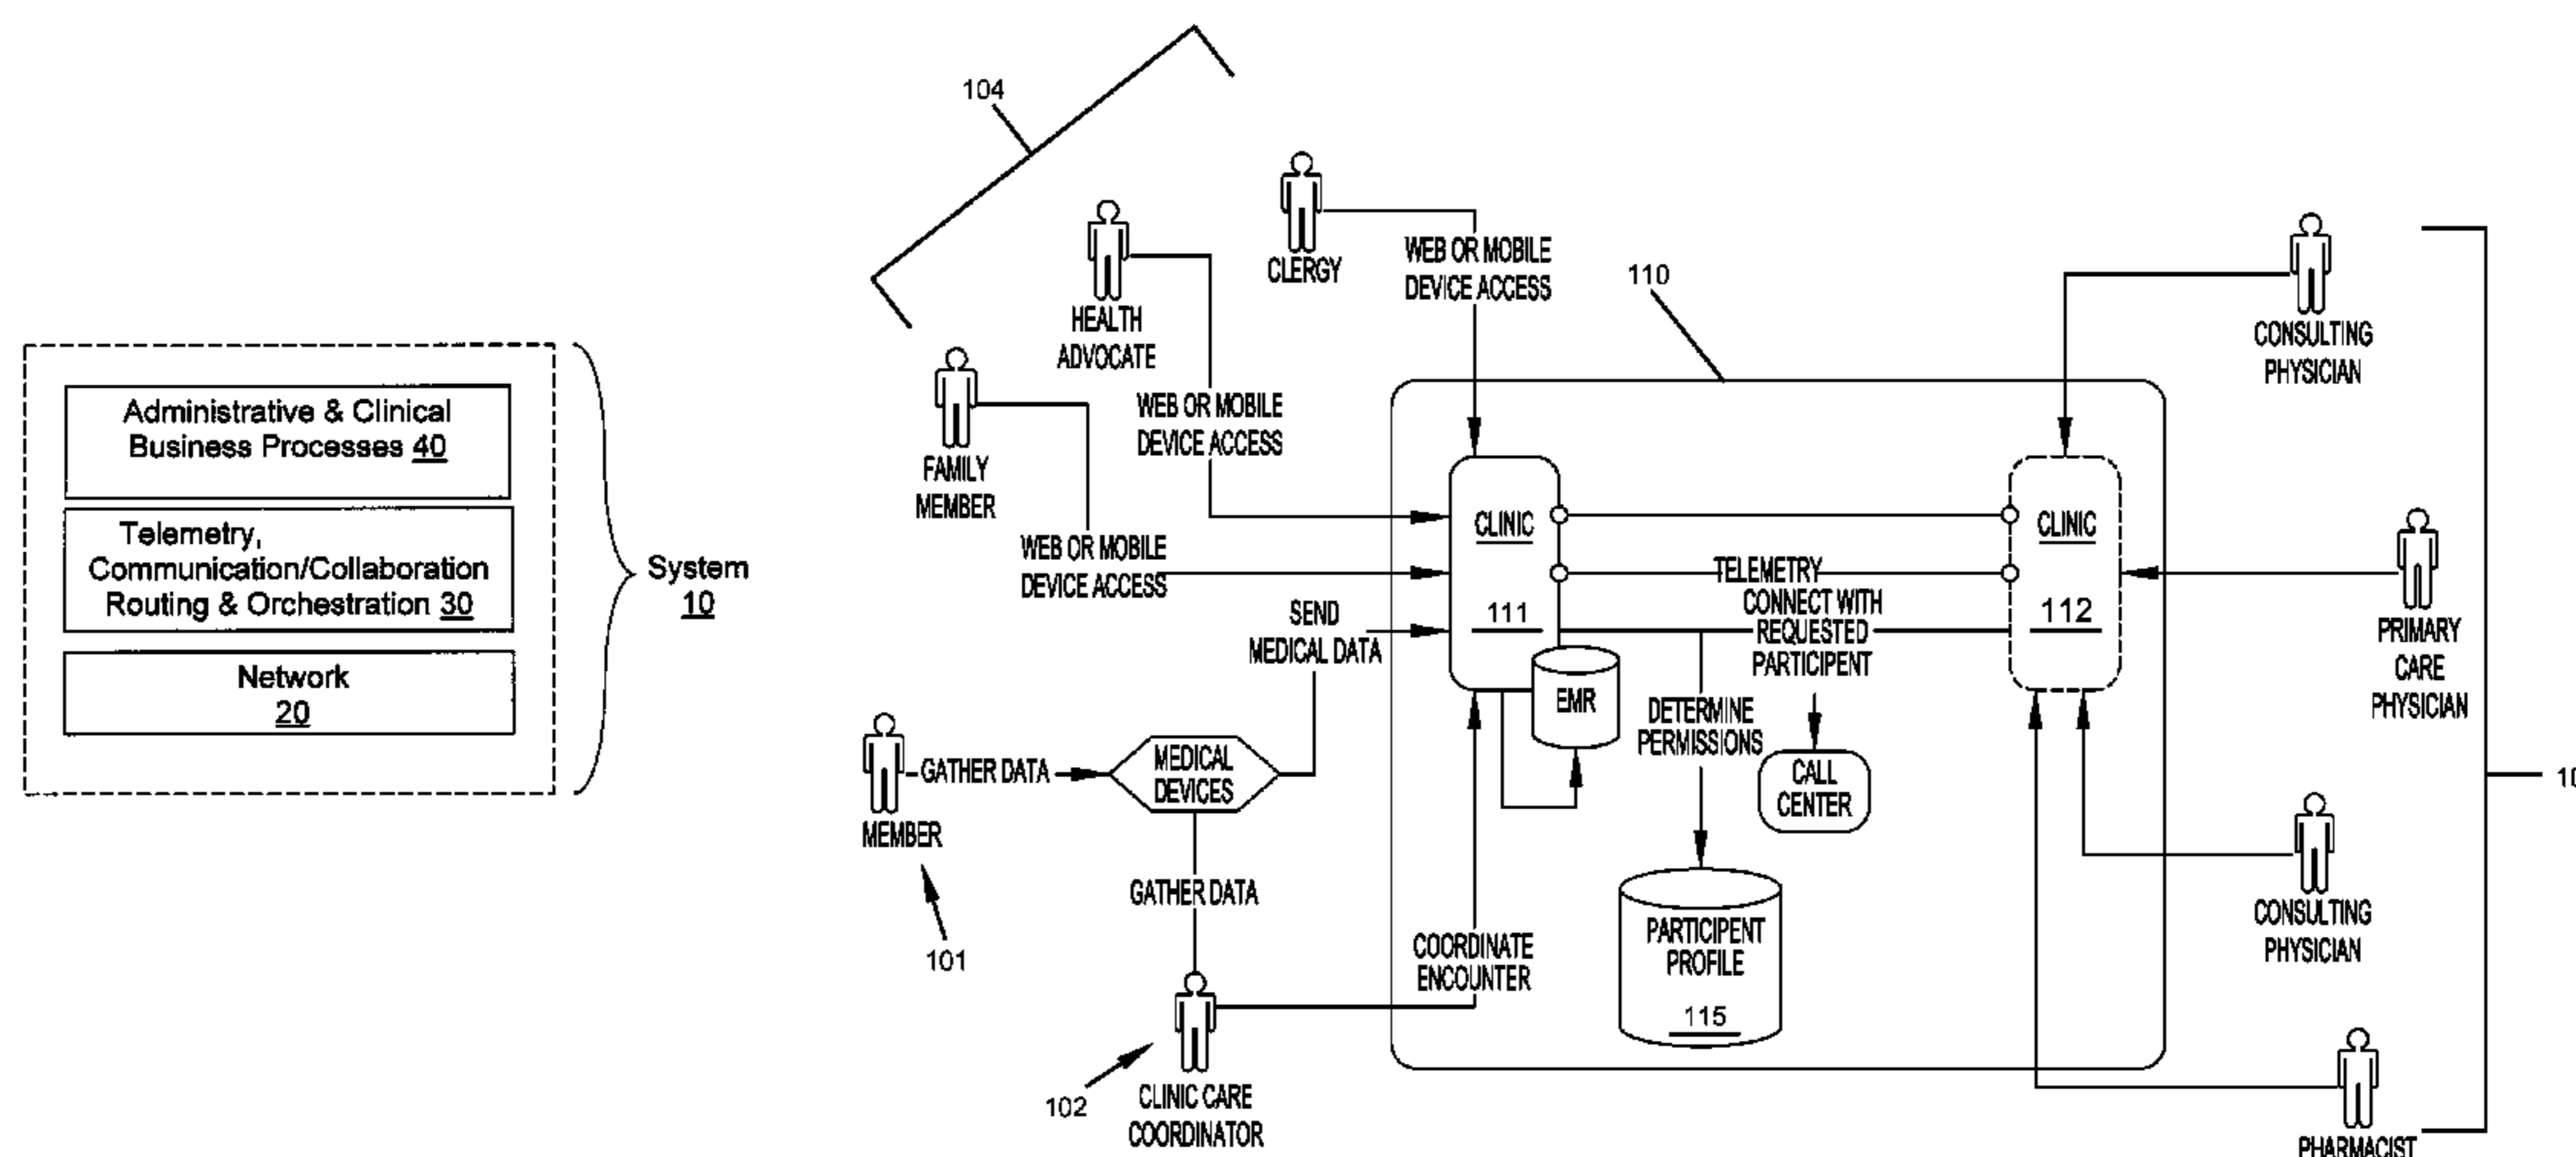 Administrative & Clinical
Business Processes 40
Telemetry,
Communication/Collaboration
Routing & Orchestration 30
Network
20
System
10
104
CLERGY
WEB OR MOBILE
DEVICE ACCESS
HEALTH
ADVOCATE
WEB OR MOBILE
DEVICE ACCESS
FAMILY
MEMBER
WEB OR MOBILE
DEVICE ACCESS
SEND
MEDICAL DATA
GATHER DATA
MEDICAL
DEVICES
MEMBER
101
GATHER DATA
COORDINATE
ENCOUNTER
102
CLINIC CARE
COORDINATOR
110
CLINIC
111
EMR
TELEMETRY
CONNECT WITH
REQUESTED
PARTICIPENT
DETERMINE
PERMISSIONS
CALL
CENTER
PARTICIPENT
PROFILE
115
CLINIC
112
CONSULTING
PHYSICIAN
PRIMARY
CARE
PHYSICIAN
CONSULTING
PHYSICIAN
PHARMACIST